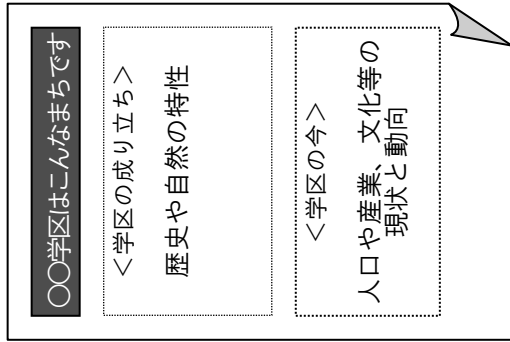 ○○学区はこんなまちです
＜学区の成り立ち＞
歴史や自然の特性
＜学区の今＞
人口や産業、文化等の
現状と動向